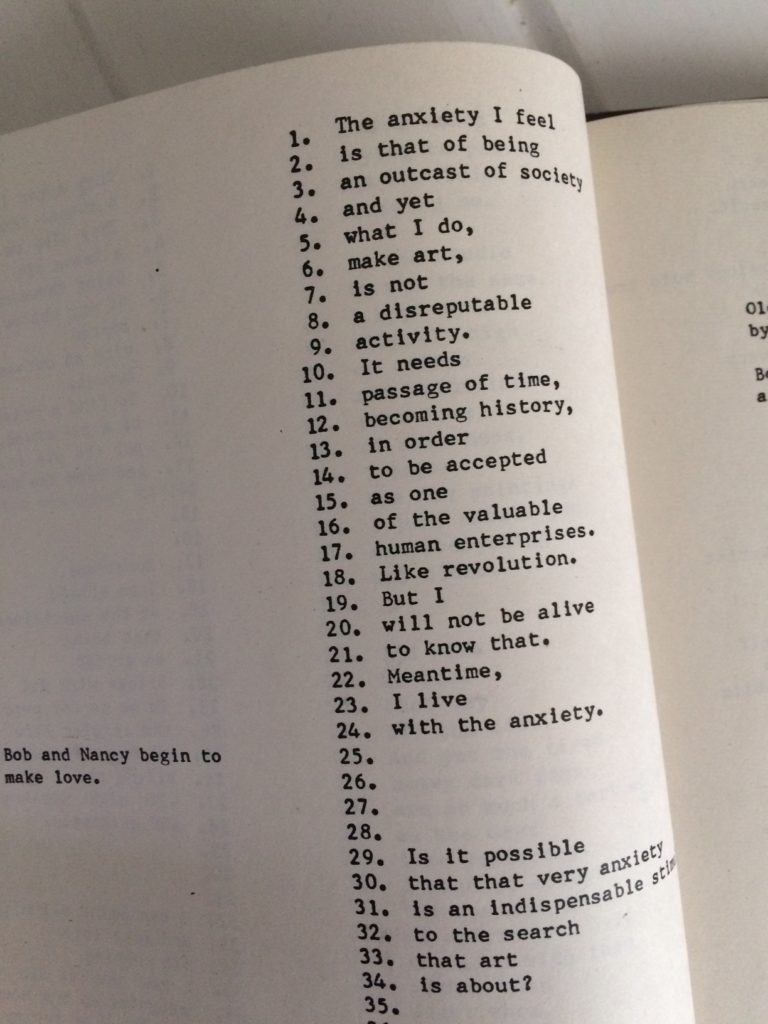 1. The anxiety I feel
2. is that of being
3. an outcast of society
4. and yet
5. what I do,
6. make art,
7. is not
8. a disreputable
9. activity.
10. It needs
11. passage of time,
12. becoming history,
13. in order
14. to be accepted
15. as one
16. of the valuable
17. human enterprises.
18. Like revolution.
19. But I
20. will not be alive
21. to know that.
22. Meantime,
23. I live
24. with the anxiety.
25.
26.
27.
28.
29. Is it possible
30. that that very anxiety
31. is an indispensable
32. to the search
33. that art
34. is about?
35.
Bob and Nancy begin to
make love.
by